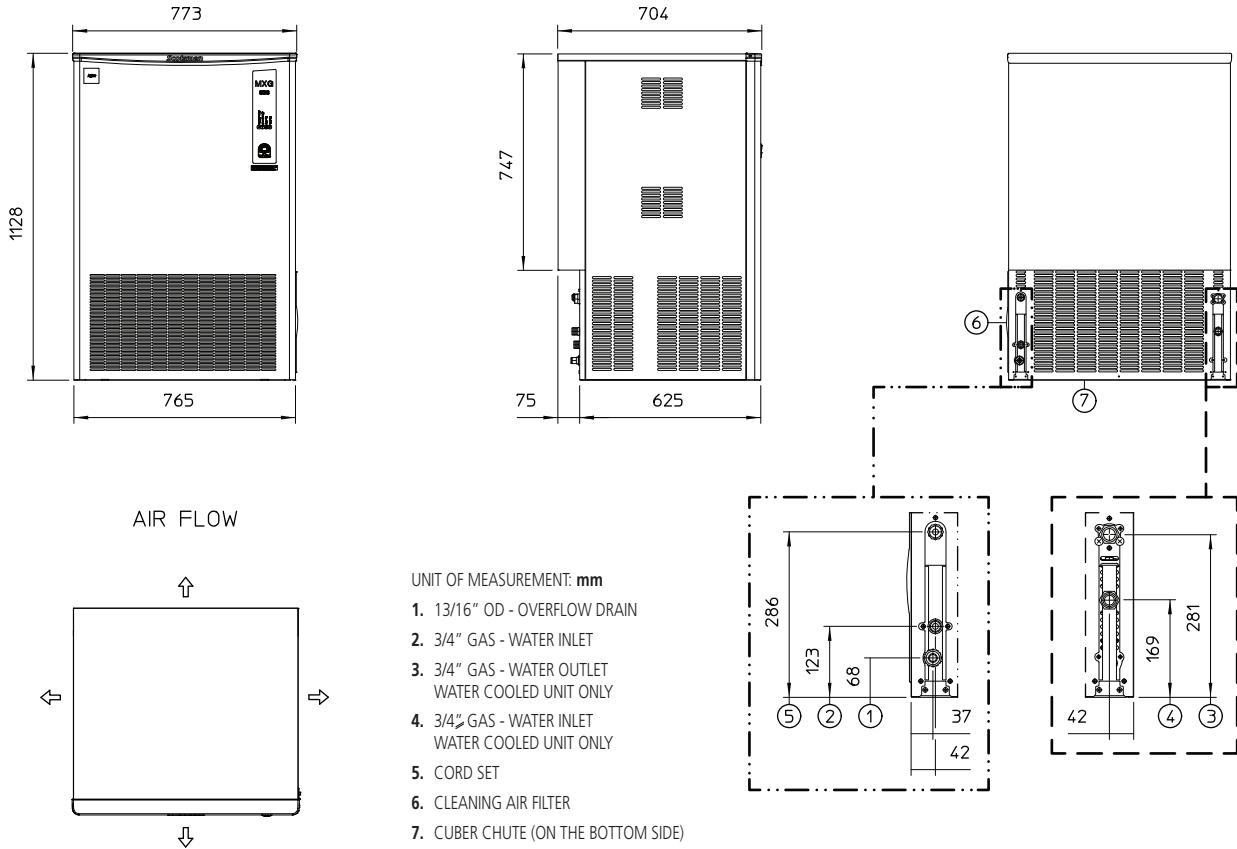 773
704
Scotsman
MXG
1128
747
6
765
75
625
7
AIR FLOW
UNIT OF MEASUREMENT: mm
1. 13/16” OD - OVERFLOW DRAIN
2. 3/4” GAS - WATER INLET
3. 3/4” GAS - WATER OUTLET
WATER COOLED UNIT ONLY
4. 3/4” GAS - WATER INLET
WATER COOLED UNIT ONLY
5. CORD SET
6. CLEANING AIR FILTER
7. CUBER CHUTE (ON THE BOTTOM SIDE)
286
123
68
5
2
1
37
42
281
169
42
4
3